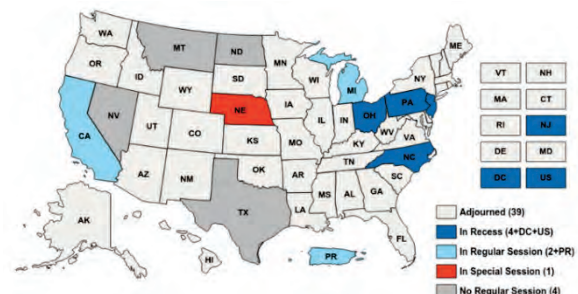 WA
OR
CA
NV
ID
MT
WY
UT
AZ
CO
NM
ND
SD
NE
KS
OK
TX
MN
IA
MO
AR
LA
WI
IL
MI
IN
OH
KY
TN
MS
AL
GA
FL
SC
NC
VA
WV
PA
NY
ME
AK
HI
PR
VT NH
MA CT
RI NJ
DE MD
DC US
Adjourned (39)
In Recess (4+DC+US)
In Regular Session (2+PR)
In Special Session (1)
No Regular Session (4)